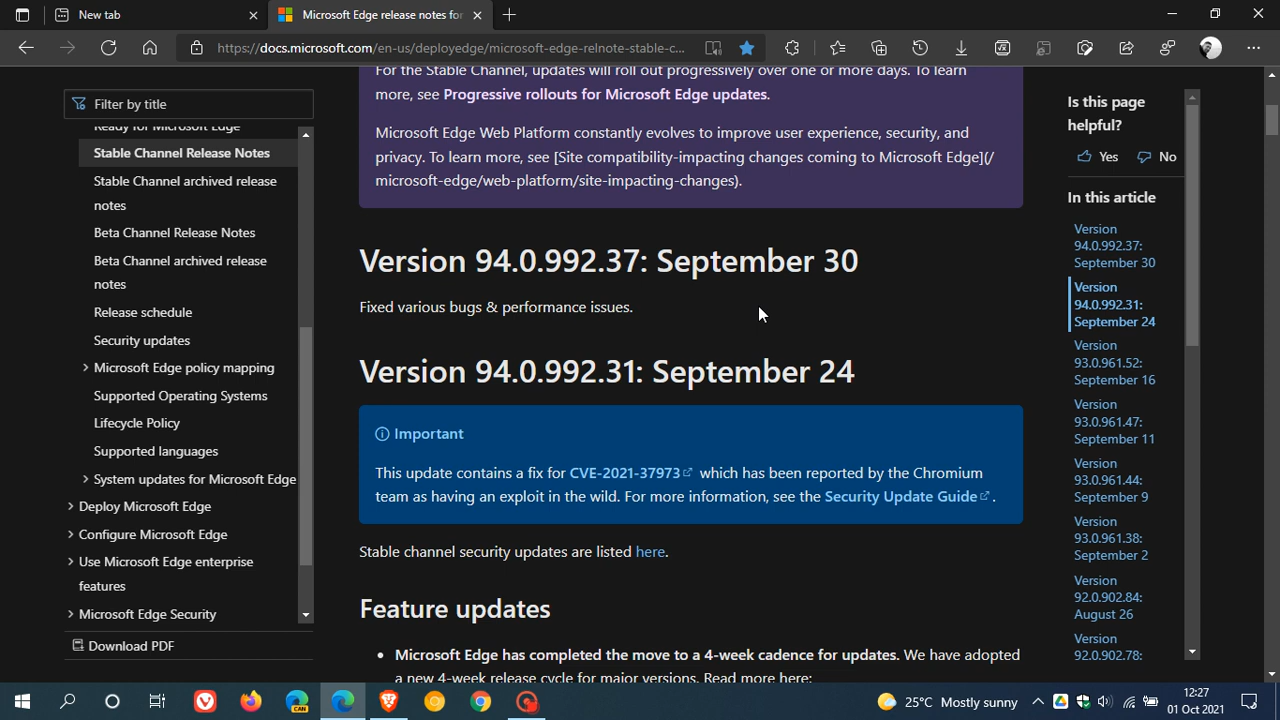 New tab
Microsoft Edge release notes for
https://docs.microsoft.com/en-us/deployedge/microsoft-edge-relnote-stable-c...
Filter by title
Ready for Microsoft Edge
Stable Channel Release Notes
Stable Channel archived release
notes
Beta Channel Release Notes
Beta Channel archived release
notes
Release schedule
Security updates
Microsoft Edge policy mapping
Supported Operating Systems
Lifecycle Policy
Supported languages
System updates for Microsoft Edge
Deploy Microsoft Edge
Configure Microsoft Edge
Use Microsoft Edge enterprise
features
Microsoft Edge Security
Download PDF
For the Stable Channel, updates will roll out progressively over one or more days. To learn
more, see Progressive rollouts for Microsoft Edge updates.
Microsoft Edge Web Platform constantly evolves to improve user experience, security, and
privacy. To learn more, see [Site compatibility-impacting changes coming to Microsoft Edge](/
microsoft-edge/web-platform/site-impacting-changes).
Version 94.0.992.37: September 30
Fixed various bugs & performance issues.
Version 94.0.992.31: September 24
Important
This update contains a fix for CVE-2021-37973 which has been reported by the Chromium
team as having an exploit in the wild. For more information, see the Security Update Guide.
Stable channel security updates are listed here.
Feature updates
• Microsoft Edge has completed the move to a 4-week cadence for updates. We have adopted
a new 4-week release cycle for major versions. Read more here:
Is this page
helpful?
Yes No
In this article
Version
94.0.992.37:
September 30
Version
94.0.992.31:
September 24
Version
93.0.961.52:
September 16
Version
93.0.961.47:
September 11
Version
93.0.961.44:
September 9
Version
93.0.961.38:
September 2
Version
92.0.902.84:
August 26
Version
92.0.902.78:
CAN
25°C Mostly sunny
12:27
01 Oct 2021